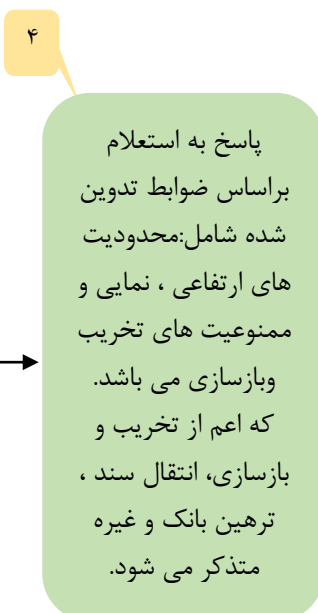 ۴
پاسخ به استعلام
براساس ضوابط تدوین
شده شامل:محدودیت
های ارتفاعی ، نمایی و
ممنوعیت های تخریب
وبازسازی می باشد.
که اعم از تخریب و
بازسازی، انتقال سند ،
ترهین بانک و غیره
متذکر می شود.